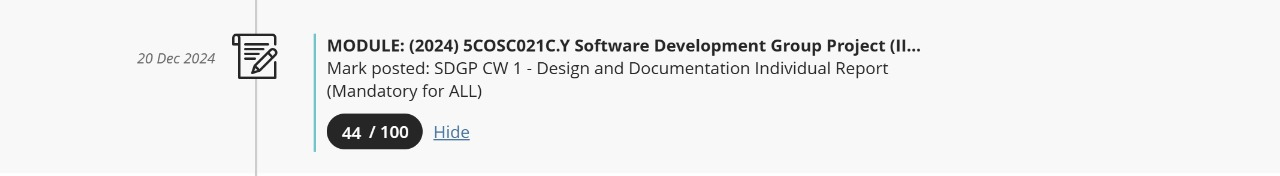 20 Dec 2024
MODULE: (2024) 5COSC021C.Y Software Development Group Project (II...
Mark posted: SDGP CW 1 - Design and Documentation Individual Report
(Mandatory for ALL)
44 / 100 Hide